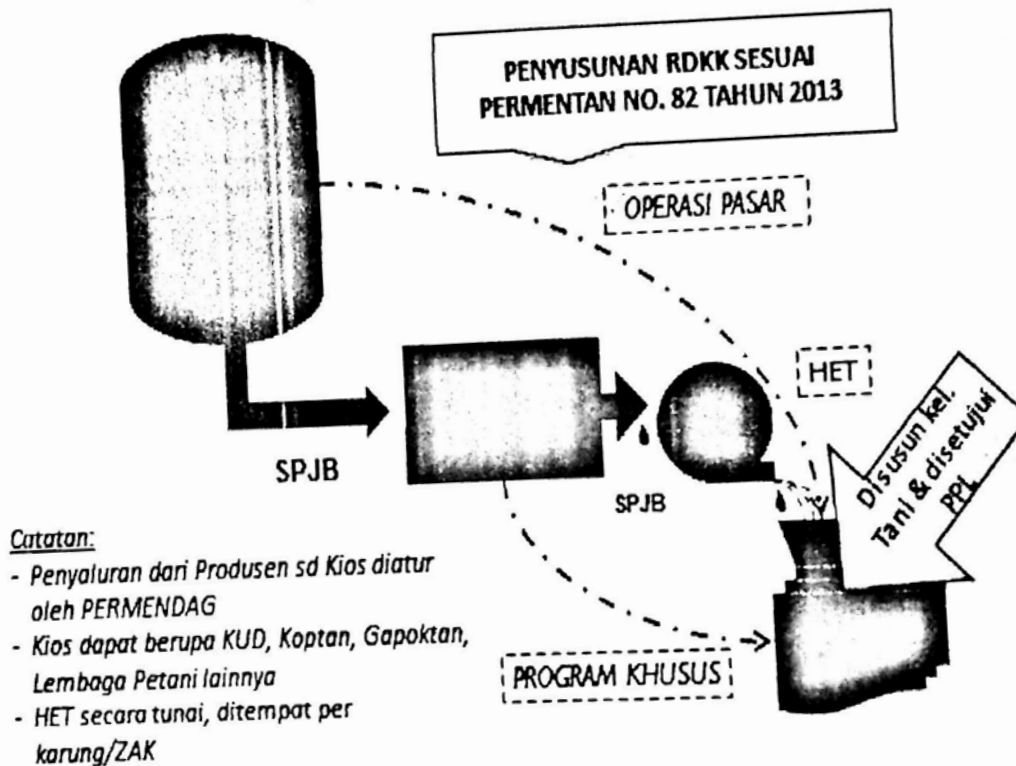 PENYUSUNAN RDKK SESUAI
PERMENTAN NO. 82 TAHUN 2013
OPERASI PASAR
HET
Disusun kel.
Tani & disetujui
PPL
SPJB
SPJB
PROGRAM KHUSUS
Catatan:
- Penyaluran dari Produsen sd Kios diatur
oleh PERMENDAG
- Kios dapat berupa KUD, Koptan, Gapoktan,
Lembaga Petani lainnya
- HET secara tunai, ditempat per
karung/ZAK